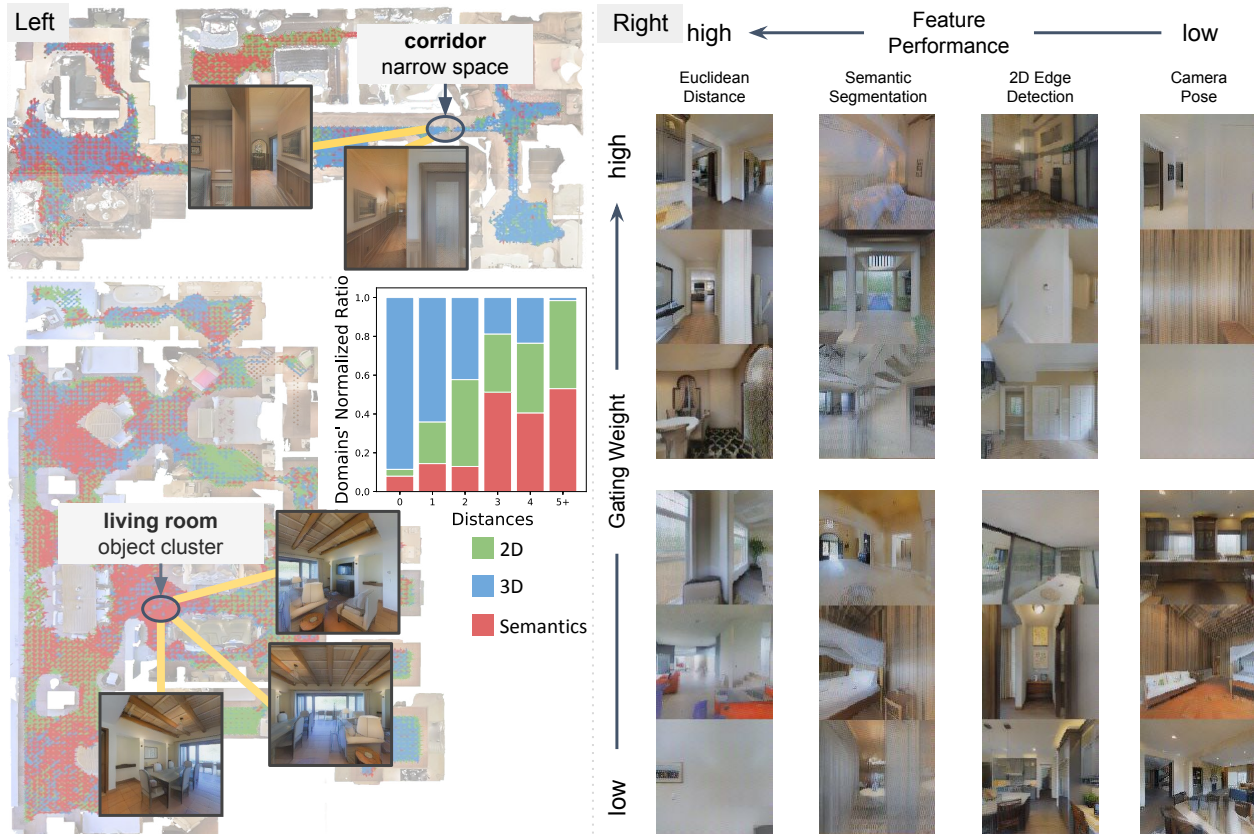 Left
corridor
narrow space
living room
object cluster
Domains' Normalized Ratio
1.0
0.8
0.6
0.4
0.2
0.0
0 1 2 3 4 5+
Distances
2D
3D
Semantics
Right
high
Feature
Performance
low
Euclidean
Distance
Semantic
Segmentation
2D Edge
Detection
Camera
Pose
high
Gating Weight
low